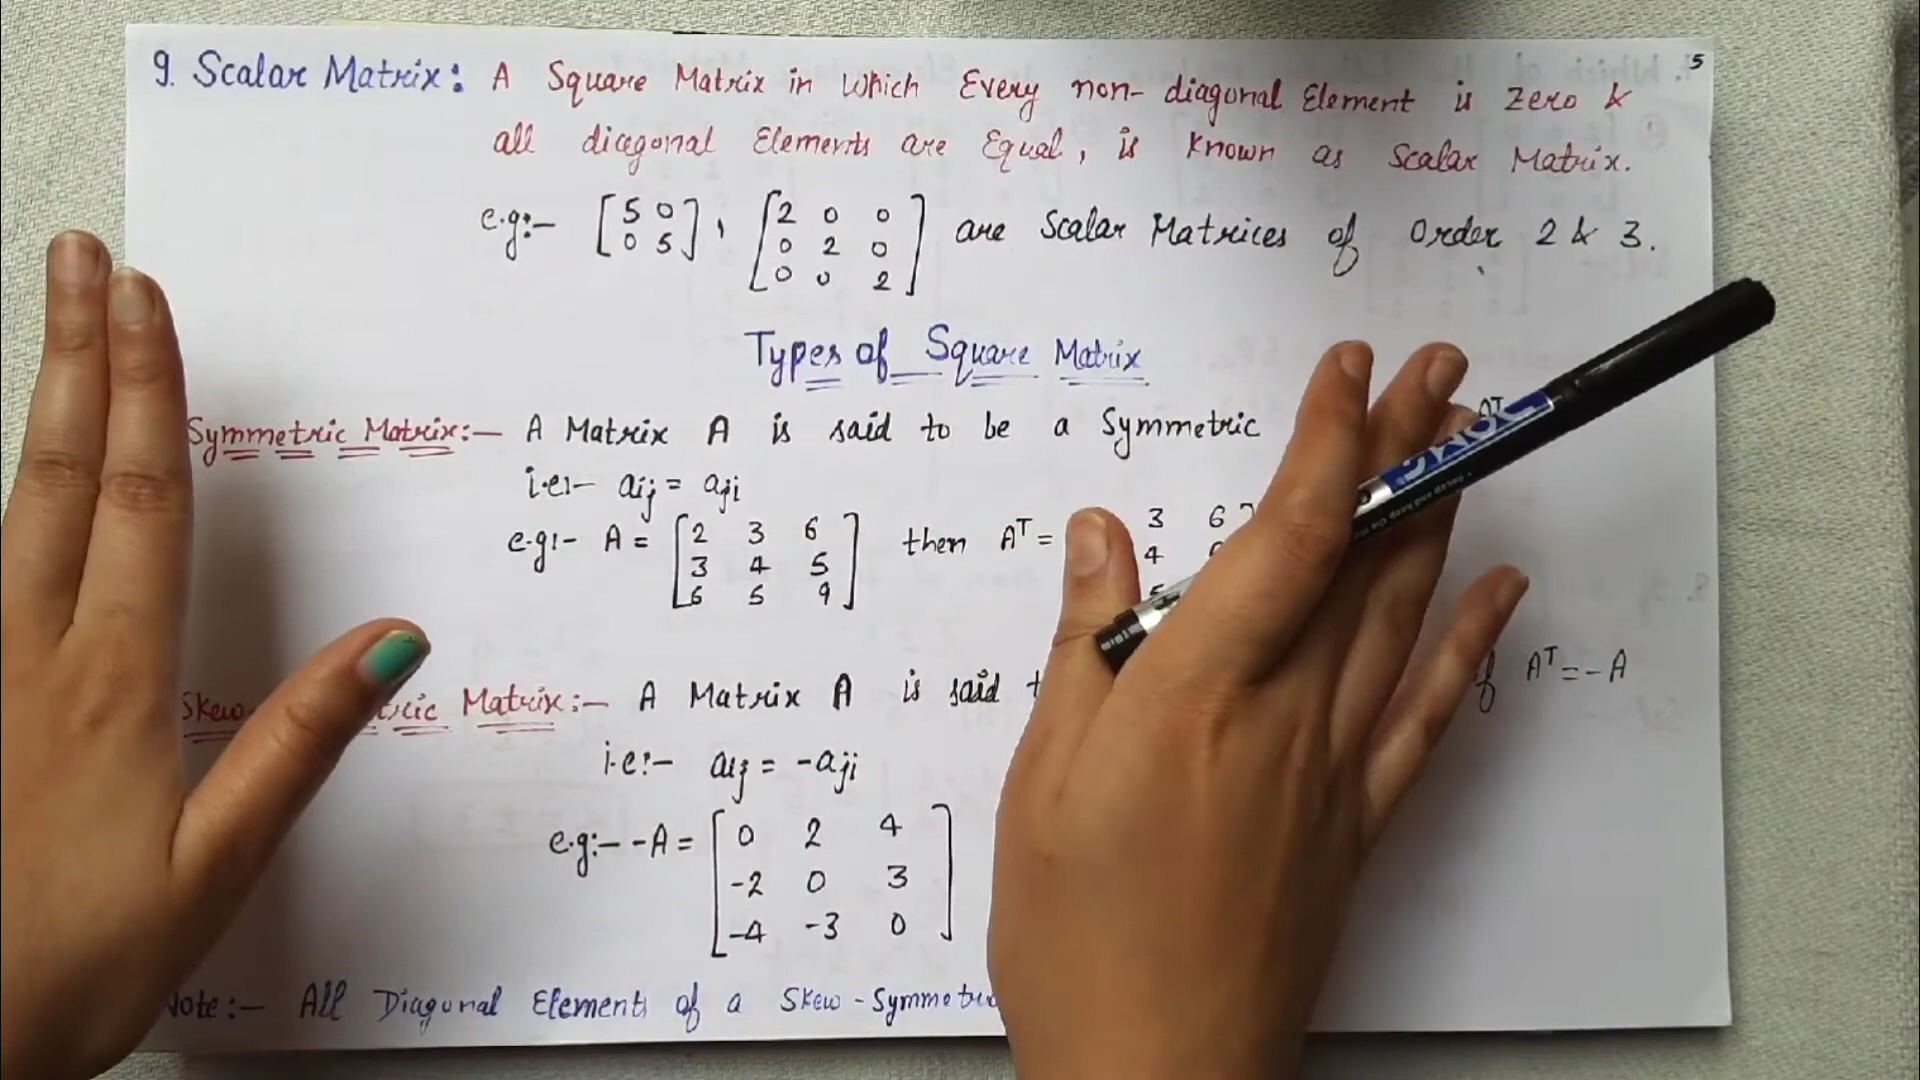 5
9. Scalar Matrix: A Square Matrix in which Every non-diagonal Element is Zero &
all diagonal Elements are Equal, is known as Scalar Matrix.
e.g:- [5 0
0 5], [2 0 0
0 2 0
0 0 2] are Scalar Matrices of Order 2 & 3.
Types of Square Matrix
Symmetric Matrix:- A Matrix A is said to be a Symmetric AT
i.e:- aij = aji
e.g:- A = [2 3 6
3 4 5
6 5 9] then AT = 3 6
4
5
Matrix:- A Matrix A is said if AT = -A
i.e:- aij = -aji
e.g:- -A = [0 2 4
-2 0 3
-4 -3 0]
Note:- All Diagonal Elements of a Skew-Symmetric